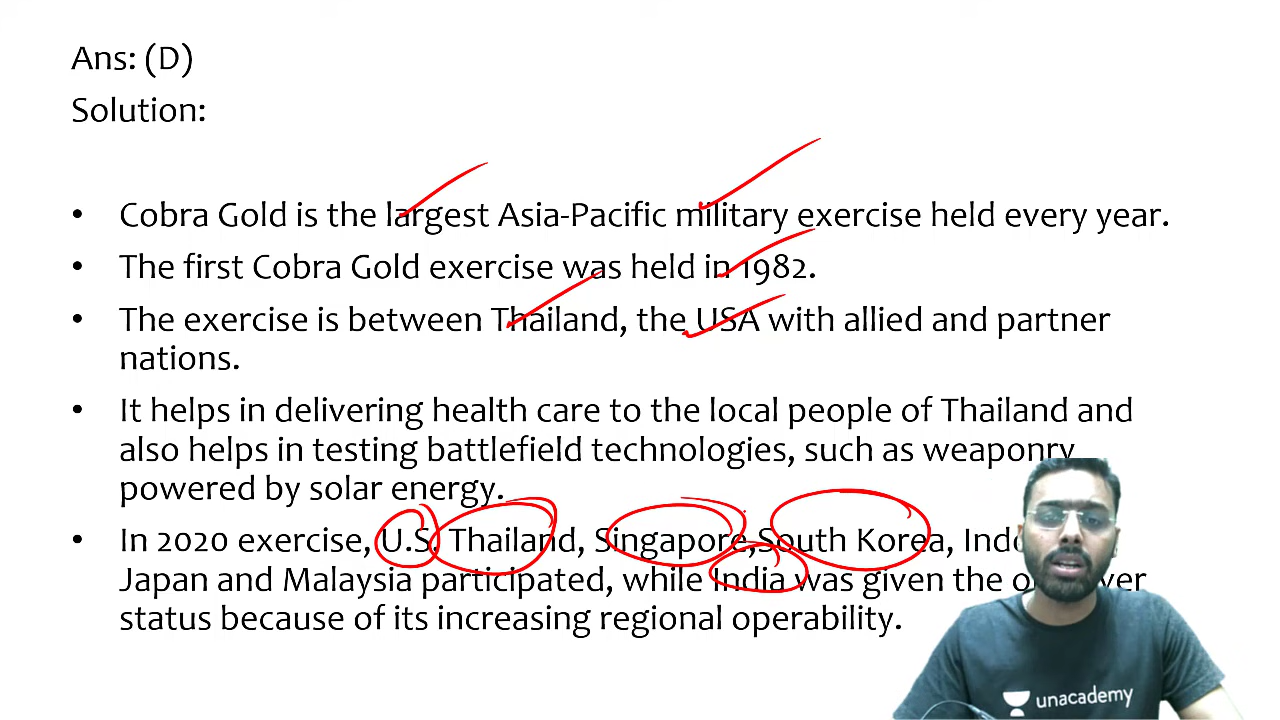 Ans: (D)
Solution:
• Cobra Gold is the largest Asia-Pacific military exercise held every year.
• The first Cobra Gold exercise was held in 1982.
• The exercise is between Thailand, the USA with allied and partner
nations.
• It helps in delivering health care to the local people of Thailand and
also helps in testing battlefield technologies, such as weaponry
powered by solar energy.
• In 2020 exercise, U.S, Thailand, Singapore,South Korea,
Japan and Malaysia participated, while India was given the
status because of its increasing regional operability.
unacademy